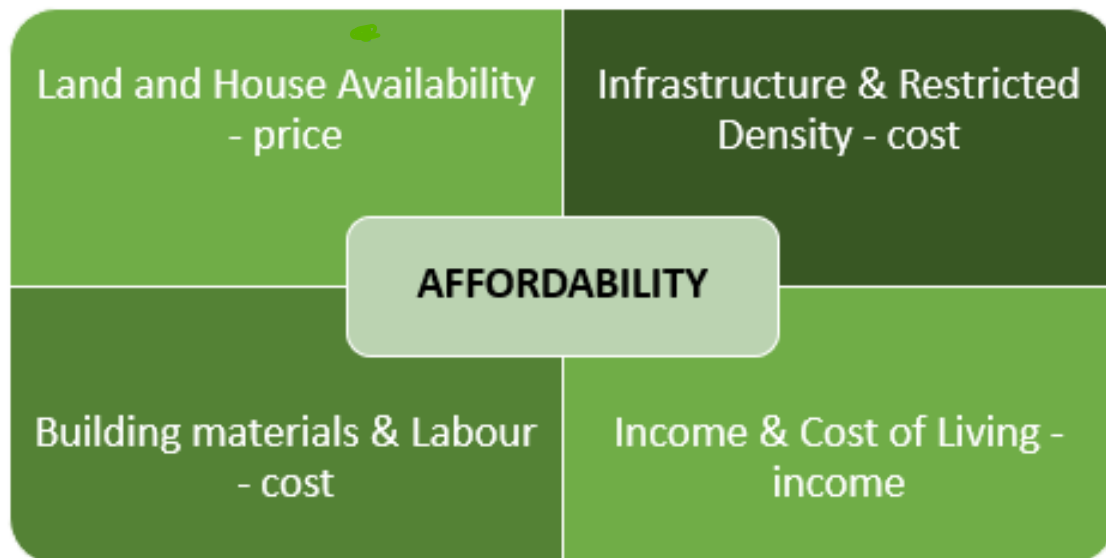 Land and House Availability
- price
Infrastructure & Restricted
Density - cost
AFFORDABILITY
Building materials & Labour
- cost
Income & Cost of Living -
income